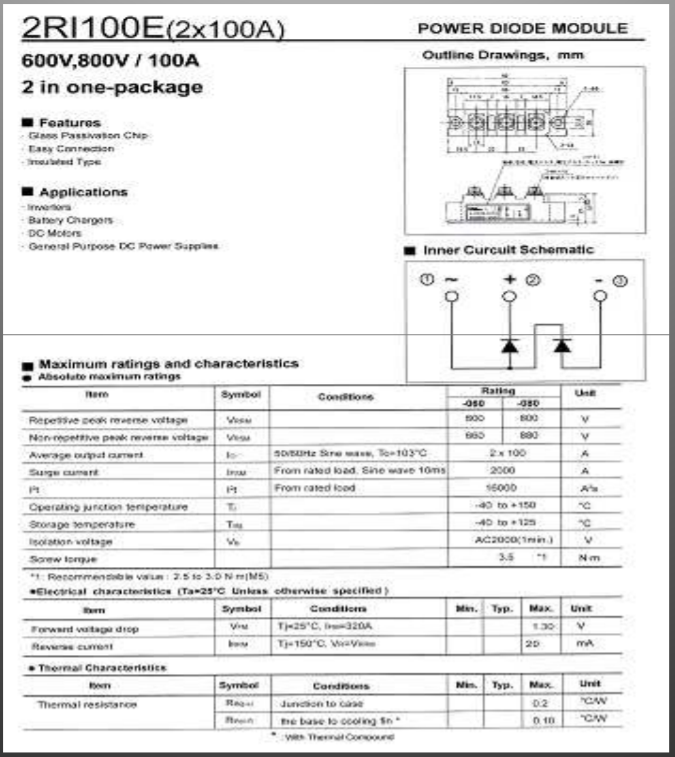 2RI100E(2x100A)
POWER DIODE MODULE
600V,800V / 100A
2 in one-package
Outline Drawings, mm
■ Features
· Glass Passivation Chip
· Easy Connection
· Insulated Type
■ Applications
· Inverters
· Battery Chargers
· DC Motors
· General Purpose DC Power Supplies
■ Inner Curcuit Schematic
① ~ + ② - ③
■ Maximum ratings and characteristics
● Absolute maximum ratings
Item Symbol Conditions Rating Unit
-060 -080
Repetitive peak reverse voltage VRRM 600 800 V
Non-repetitive peak reverse voltage VRSM 660 880 V
Average output current Io 50/60Hz Sine wave, Tc=103°C 2 x 100 A
Surge current IFSM From rated load, Sine wave 10ms 2000 A
I²t I²t From rated load 16000 A²s
Operating junction temperature Tj -40 to +150 °C
Storage temperature Tstg -40 to +125 °C
Isolation voltage Vis AC2000(1min.) V
Screw torque 3.5 *1 N·m
*1: Recommendable value : 2.5 to 3.0 N·m(M5)
●Electrical characteristics (Ta=25°C Unless otherwise specified )
Item Symbol Conditions Min. Typ. Max. Unit
Forward voltage drop VFM Tj=25°C, IFM=320A 1.30 V
Reverse current IRRM Tj=150°C, VR=VRRM 20 mA
● Thermal Characteristics
Item Symbol Conditions Min. Typ. Max. Unit
Thermal resistance Rth(j-c) Junction to case 0.2 °C/W
Rth(c-f) the base to cooling fin * 0.10 °C/W
* : With Thermal Compound